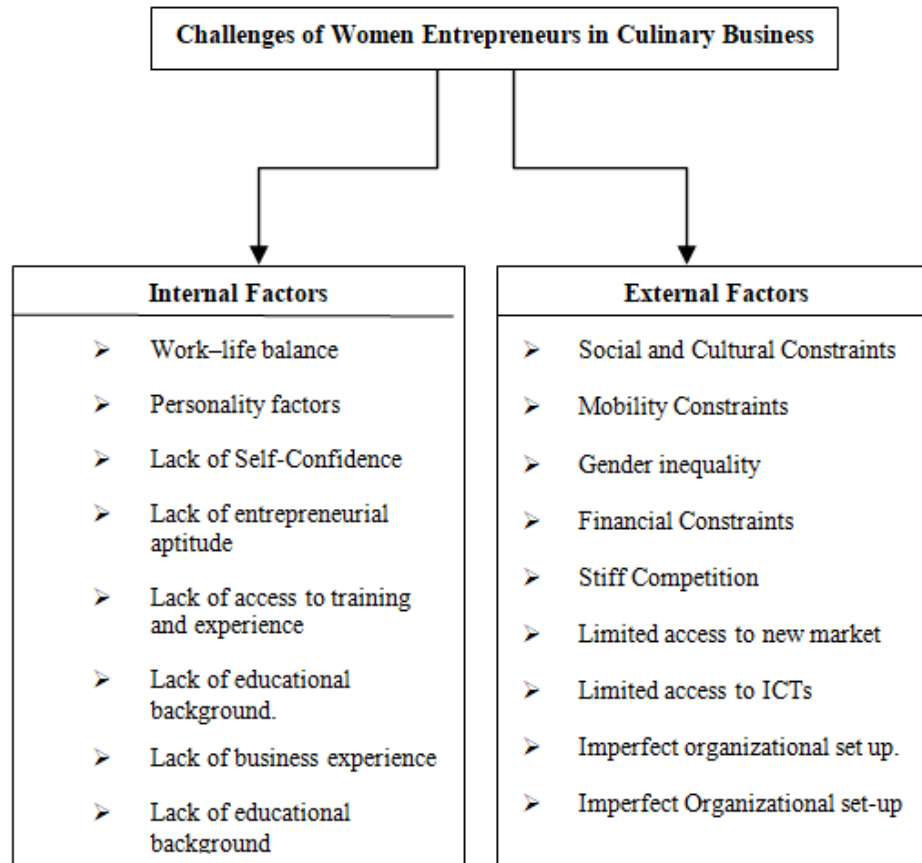 Challenges of Women Entrepreneurs in Culinary Business
Internal Factors
Work–life balance
Personality factors
Lack of Self-Confidence
Lack of entrepreneurial
aptitude
Lack of access to training
and experience
Lack of educational
background.
Lack of business experience
Lack of educational
background
External Factors
Social and Cultural Constraints
Mobility Constraints
Gender inequality
Financial Constraints
Stiff Competition
Limited access to new market
Limited access to ICTs
Imperfect organizational set up.
Imperfect Organizational set-up